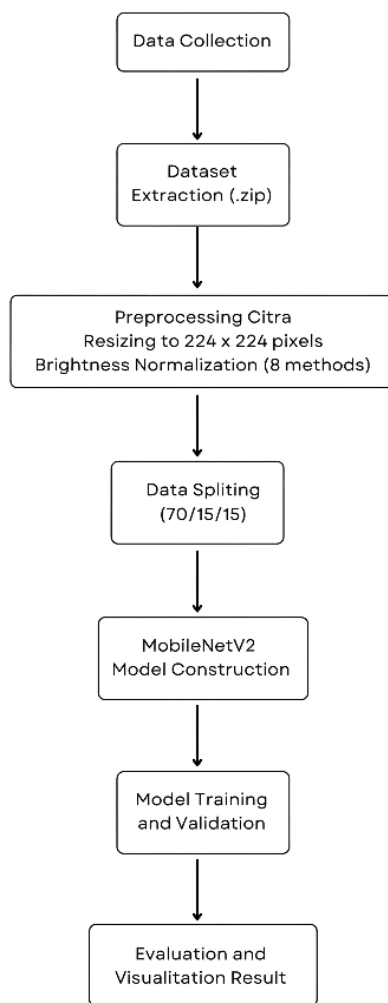 Data Collection
Dataset
Extraction (.zip)
Preprocessing Citra
Resizing to 224 x 224 pixels
Brightness Normalization (8 methods)
Data Spliting
(70/15/15)
MobileNetV2
Model Construction
Model Training
and Validation
Evaluation and
Visualitation Result